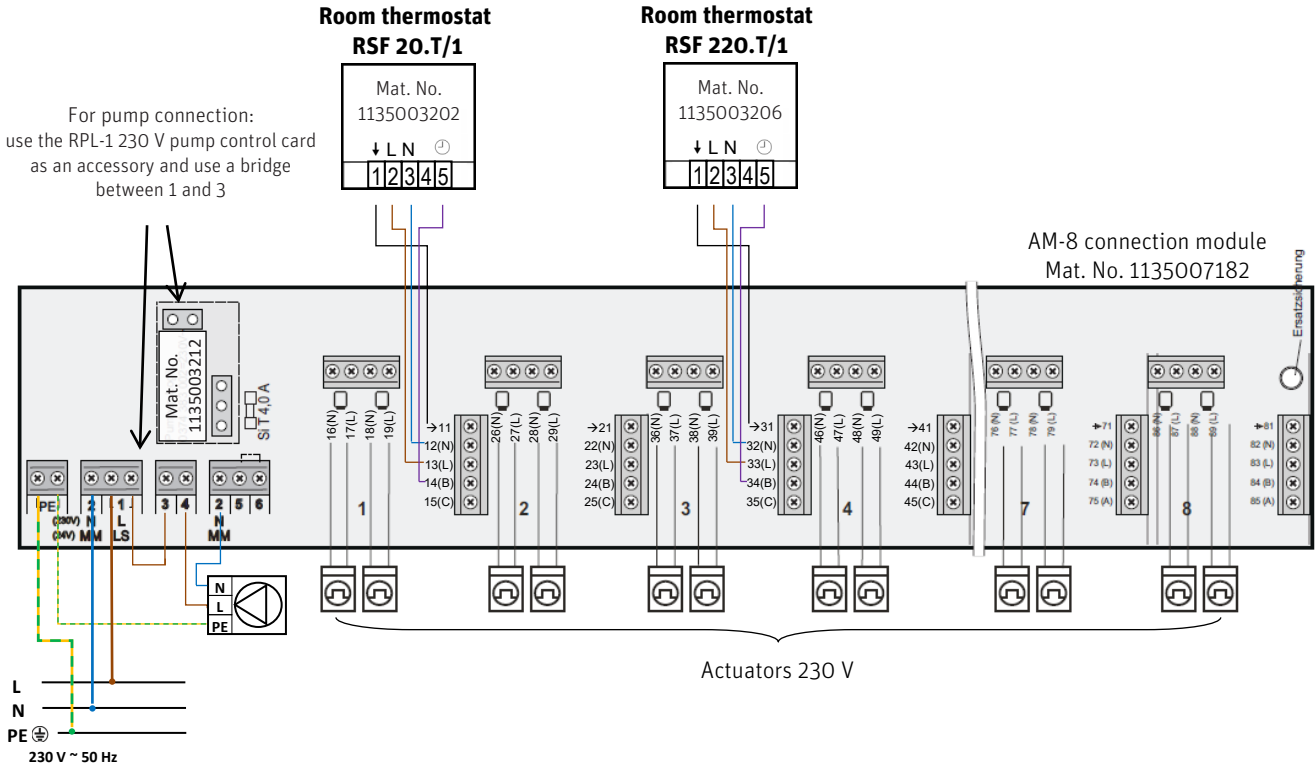 Room thermostat
RSF 20.T/1
Mat. No.
1135003202
↓ L N
1 2 3 4 5
Room thermostat
RSF 220.T/1
Mat. No.
1135003206
↓ L N
1 2 3 4 5
For pump connection:
use the RPL-1 230 V pump control card
as an accessory and use a bridge
between 1 and 3
AM-8 connection module
Mat. No. 1135007182
Ersatzsicherung
Mat. No.
1135003212
Si T 4,0 A
16(N)
17(L)
18(N)
19(L)
→11
12(N)
13(L)
14(B)
15(C)
26(N)
27(L)
28(N)
29(L)
→21
22(N)
23(L)
24(B)
25(C)
36(N)
37(L)
38(N)
39(L)
→31
32(N)
33(L)
34(B)
35(C)
46(N)
47(L)
48(N)
49(L)
→41
42(N)
43(L)
44(B)
45(C)
76 (N)
77 (L)
78 (N)
79 (L)
→71
72 (N)
73 (L)
74 (B)
75 (A)
86 (N)
87 (L)
88 (N)
89 (L)
→81
82 (N)
83 (L)
84 (B)
85 (A)
1 2 3 4 7 8
PE 2 1 3 4 2 5 6
(230V) N L N
(24V) MM LS MM
N
L
PE
Actuators 230 V
L
N
PE
230 V ~ 50 Hz